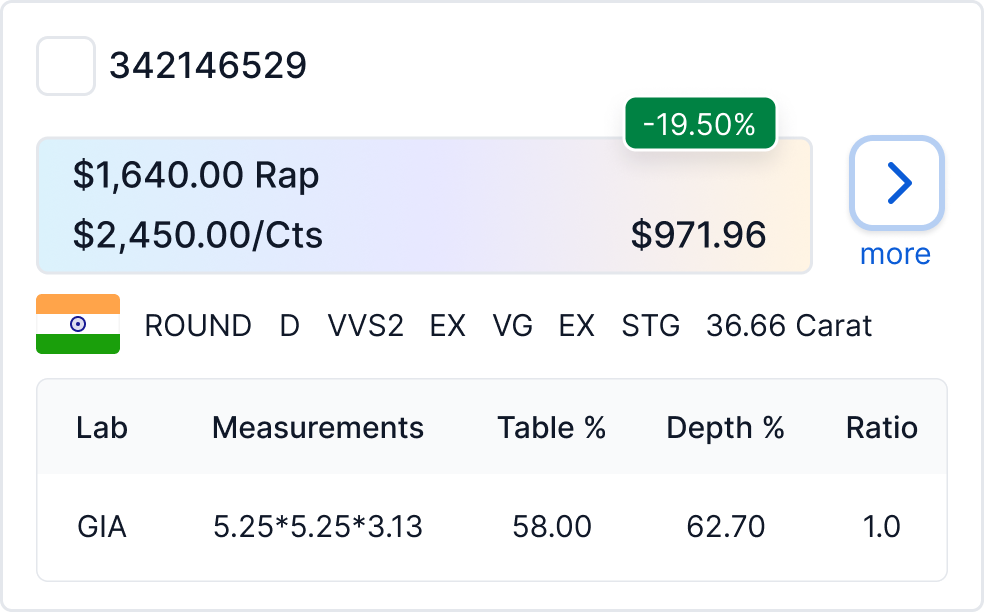 342146529
-19.50%
$1,640.00 Rap
$2,450.00/Cts $971.96
more
ROUND D VVS2 EX VG EX STG 36.66 Carat
Lab Measurements Table % Depth % Ratio
GIA 5.25*5.25*3.13 58.00 62.70 1.0